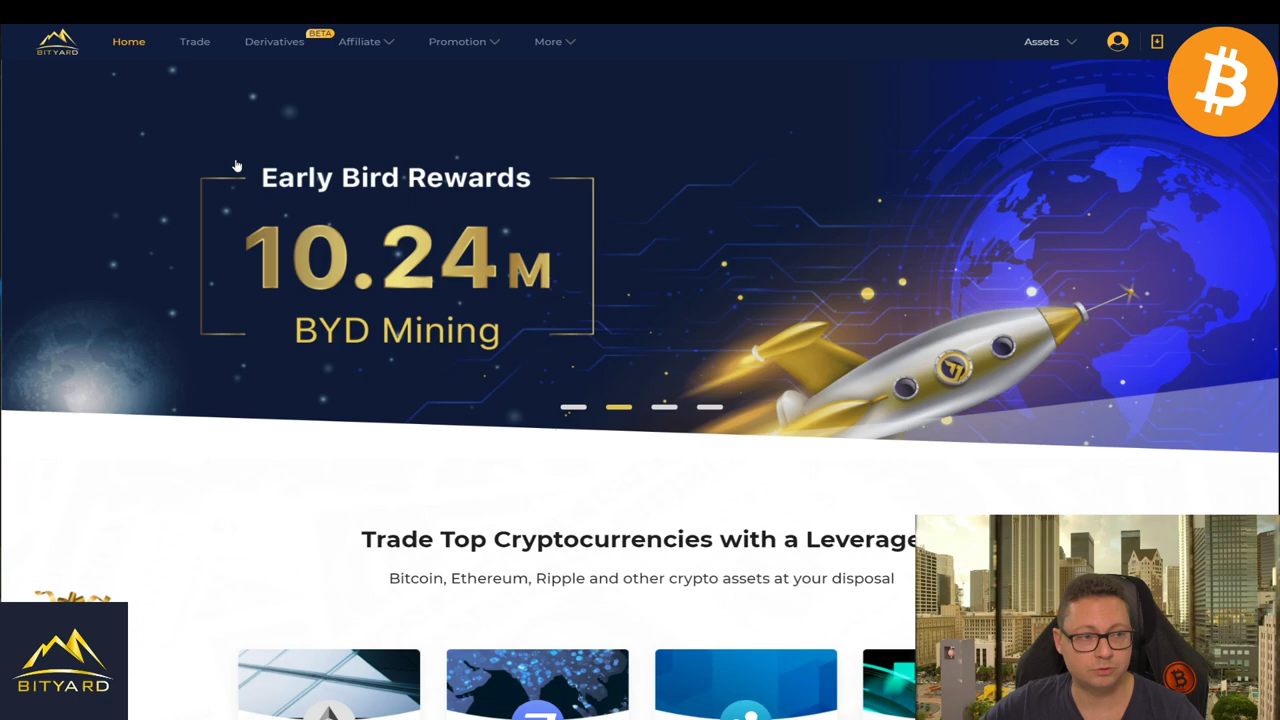 BITYARD
Home
Trade
Derivatives
BETA
Affiliate
Promotion
More
Assets
Early Bird Rewards
10.24 M
BYD Mining
Trade Top Cryptocurrencies with a Leverage
Bitcoin, Ethereum, Ripple and other crypto assets at your disposal
BITYARD